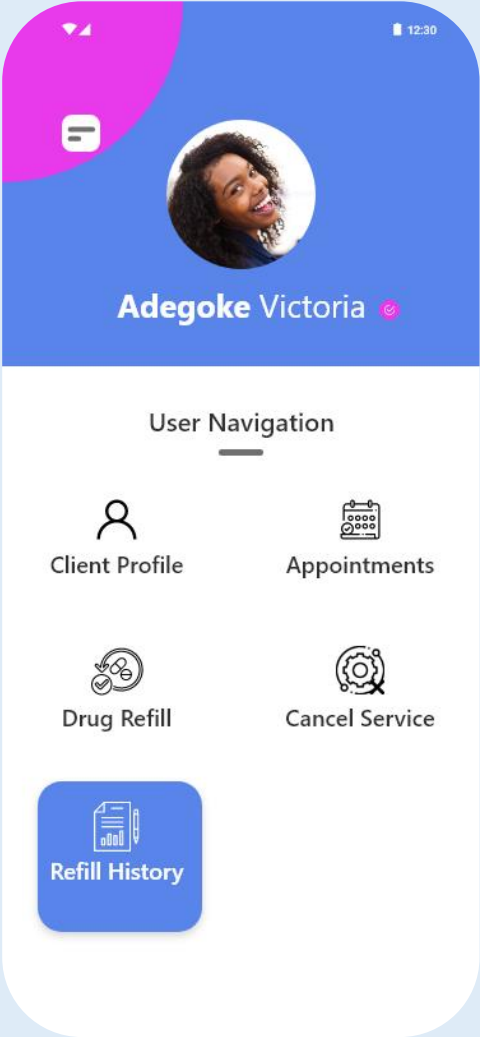 12:30
Adegoke Victoria
User Navigation
Client Profile
Appointments
Drug Refill
Cancel Service
Refill History